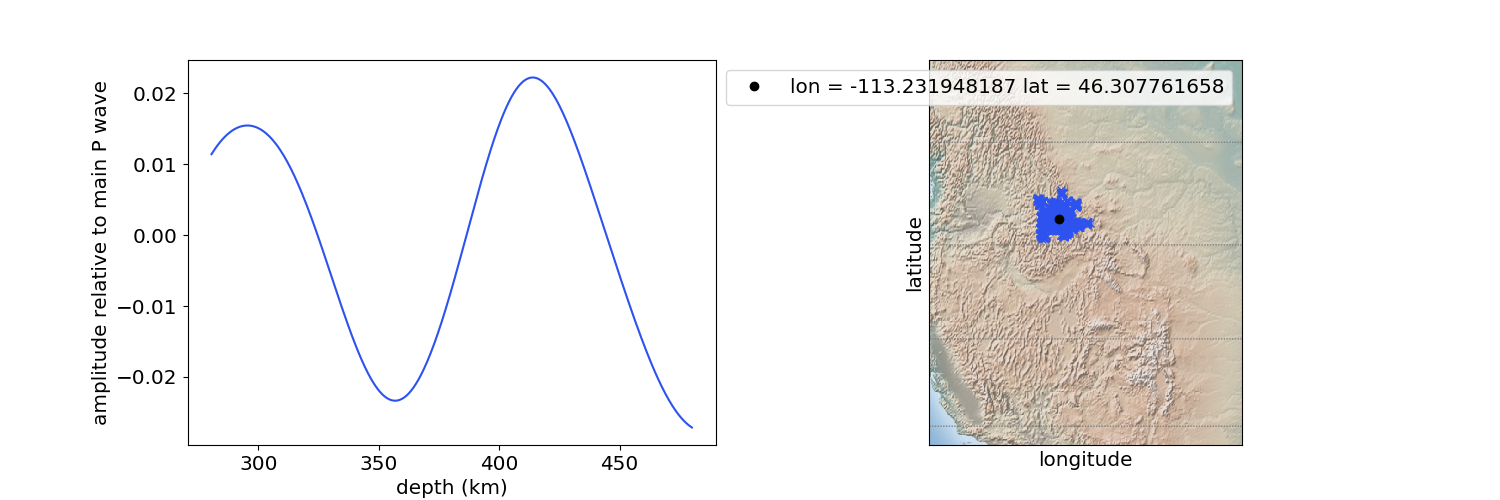 amplitude relative to main P wave
0.02
0.01
0.00
−0.01
−0.02
300 350 400 450
depth (km)
lon = -113.231948187 lat = 46.307761658
latitude
longitude